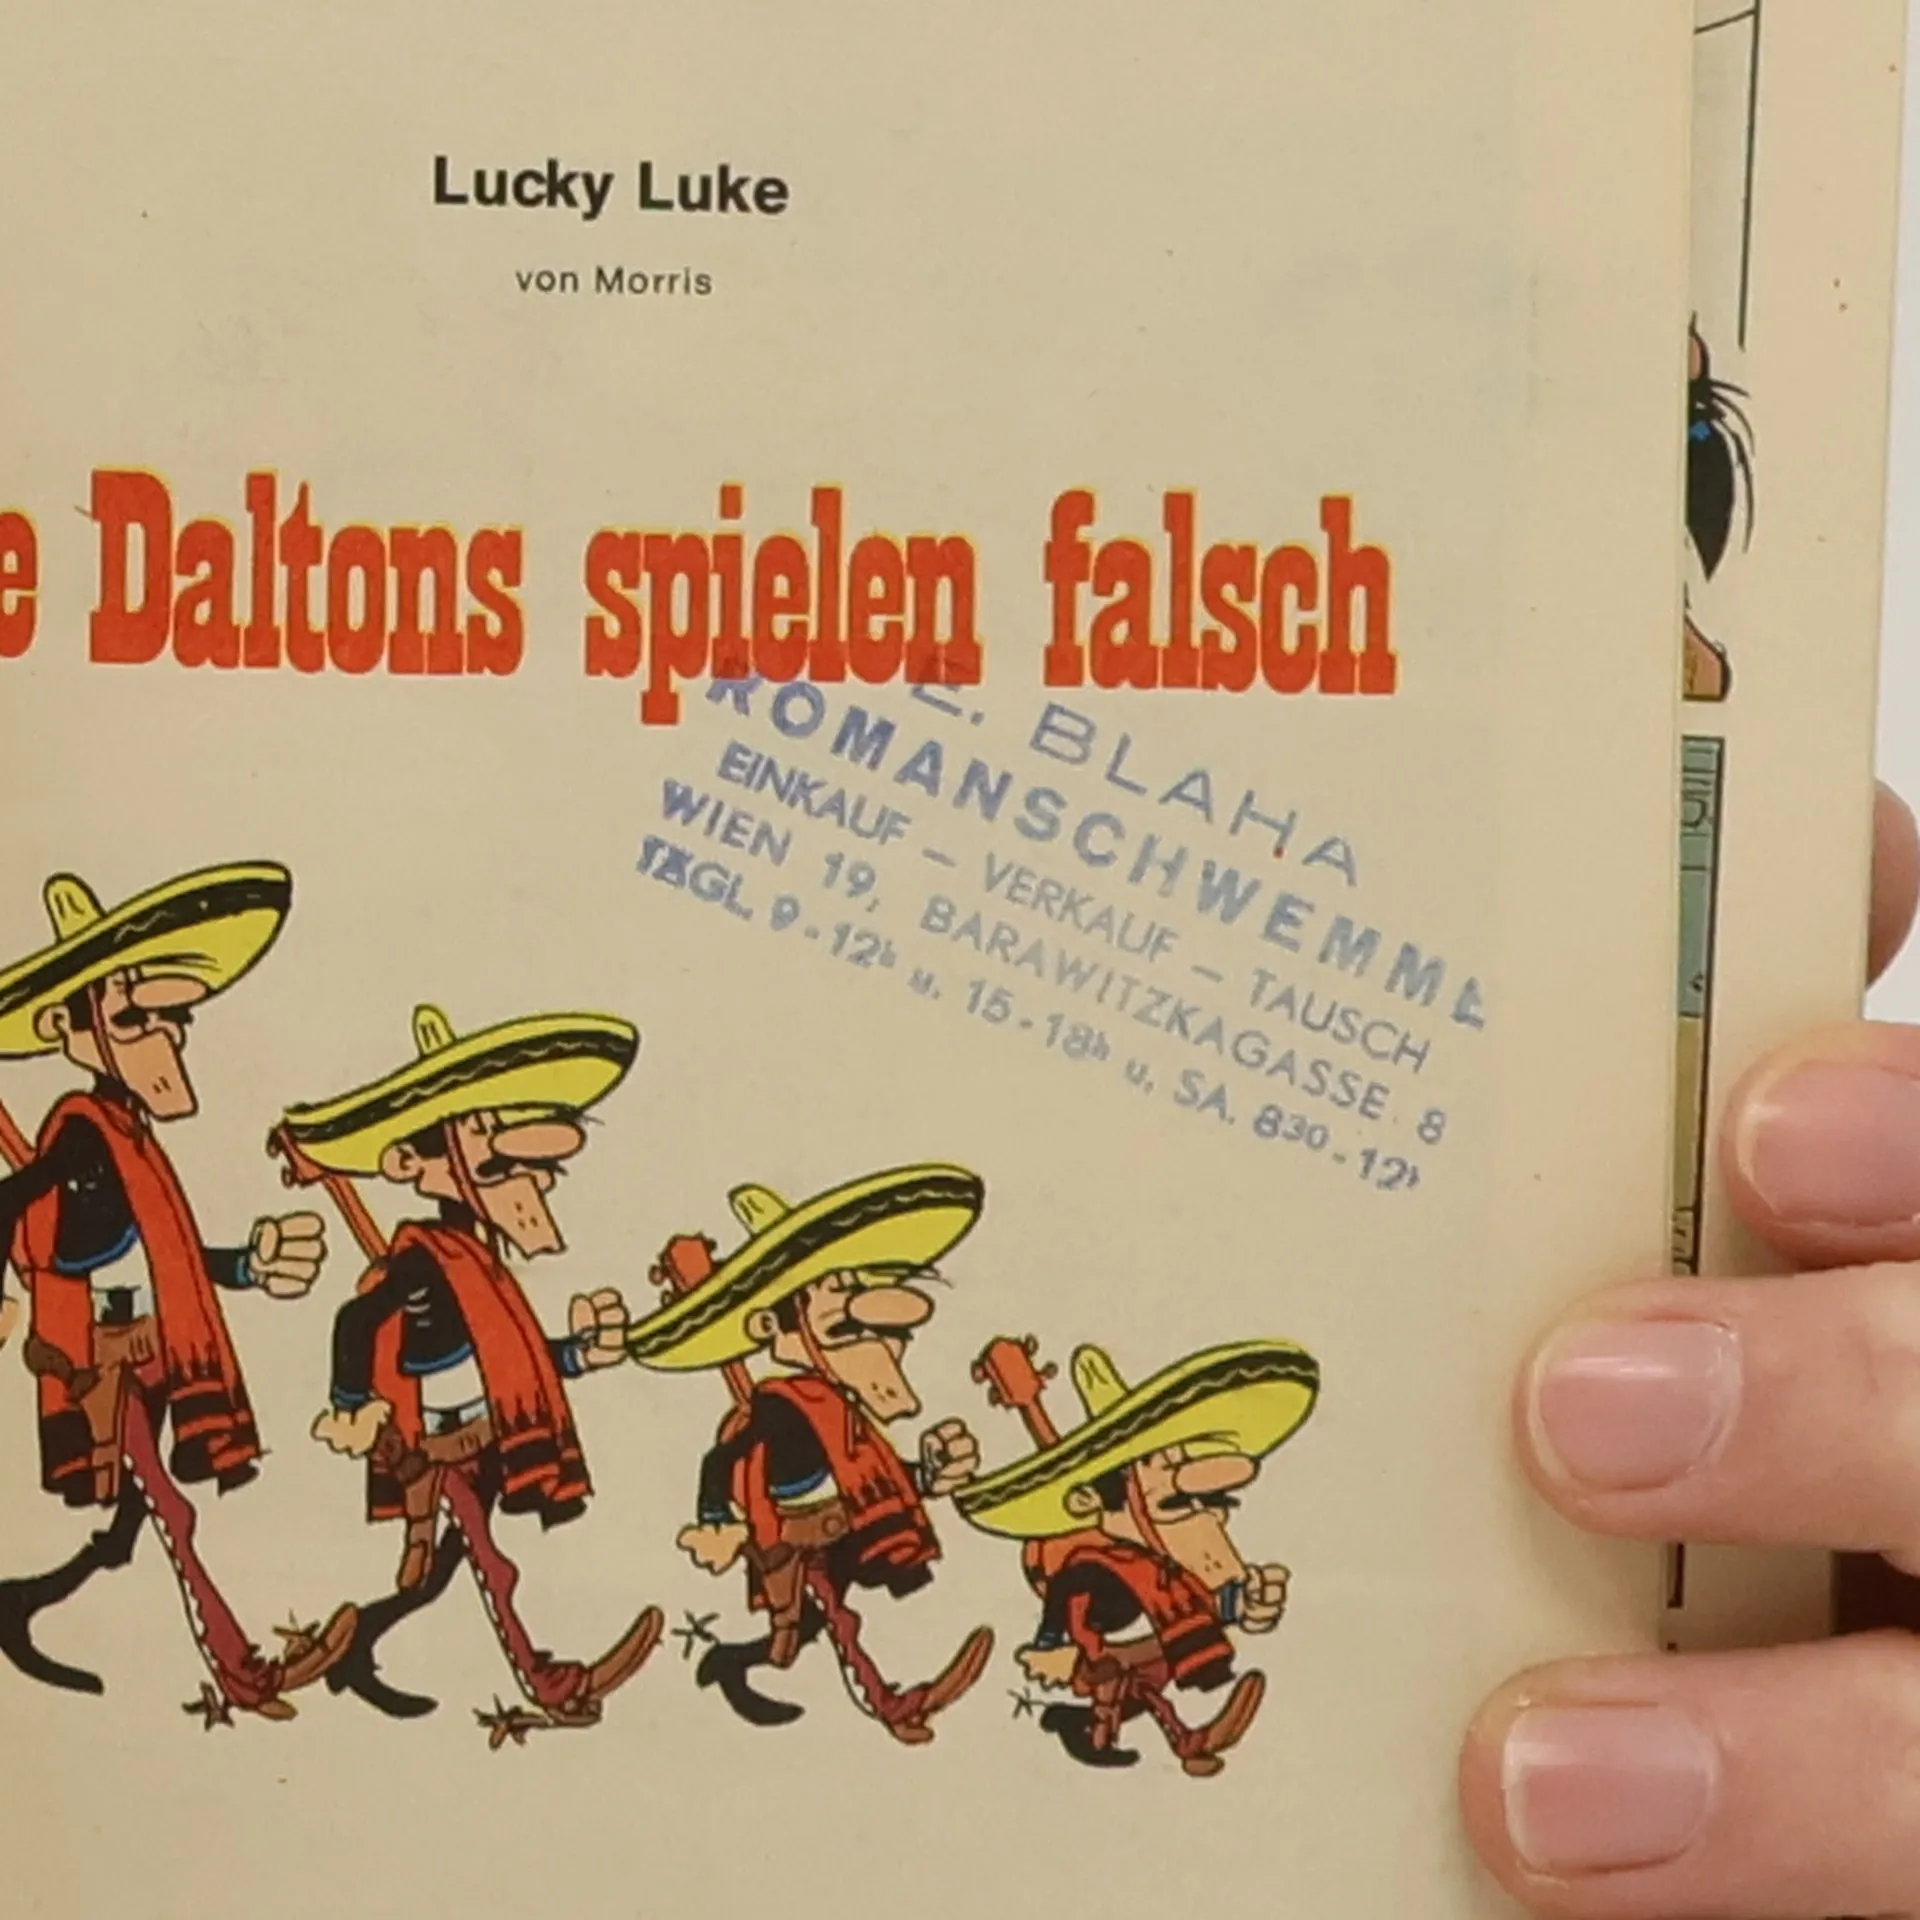 Lucky Luke
von Morris
e Daltons spielen falsch
E. BLAHA
ROMANSCHWEMME
EINKAUF – VERKAUF – TAUSCH
WIEN 19, BARAWITZKAGASSE 8
TÄGL. 9-12h u. 15-18h u. SA. 830-12h